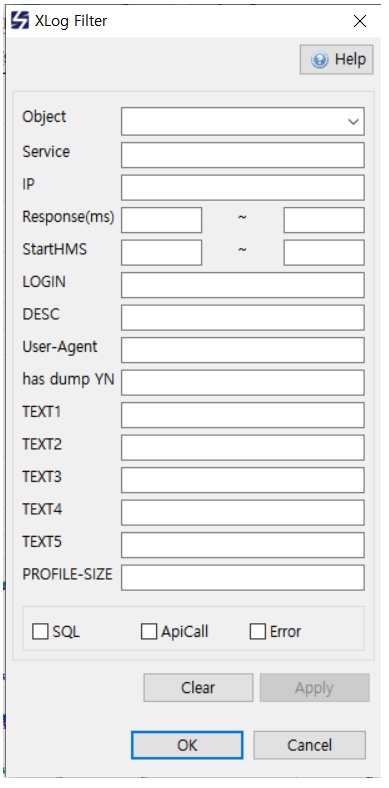 XLog Filter
Help
Object
Service
IP
Response(ms) ~
StartHMS ~
LOGIN
DESC
User-Agent
has dump YN
TEXT1
TEXT2
TEXT3
TEXT4
TEXT5
PROFILE-SIZE
SQL ApiCall Error
Clear Apply
OK Cancel